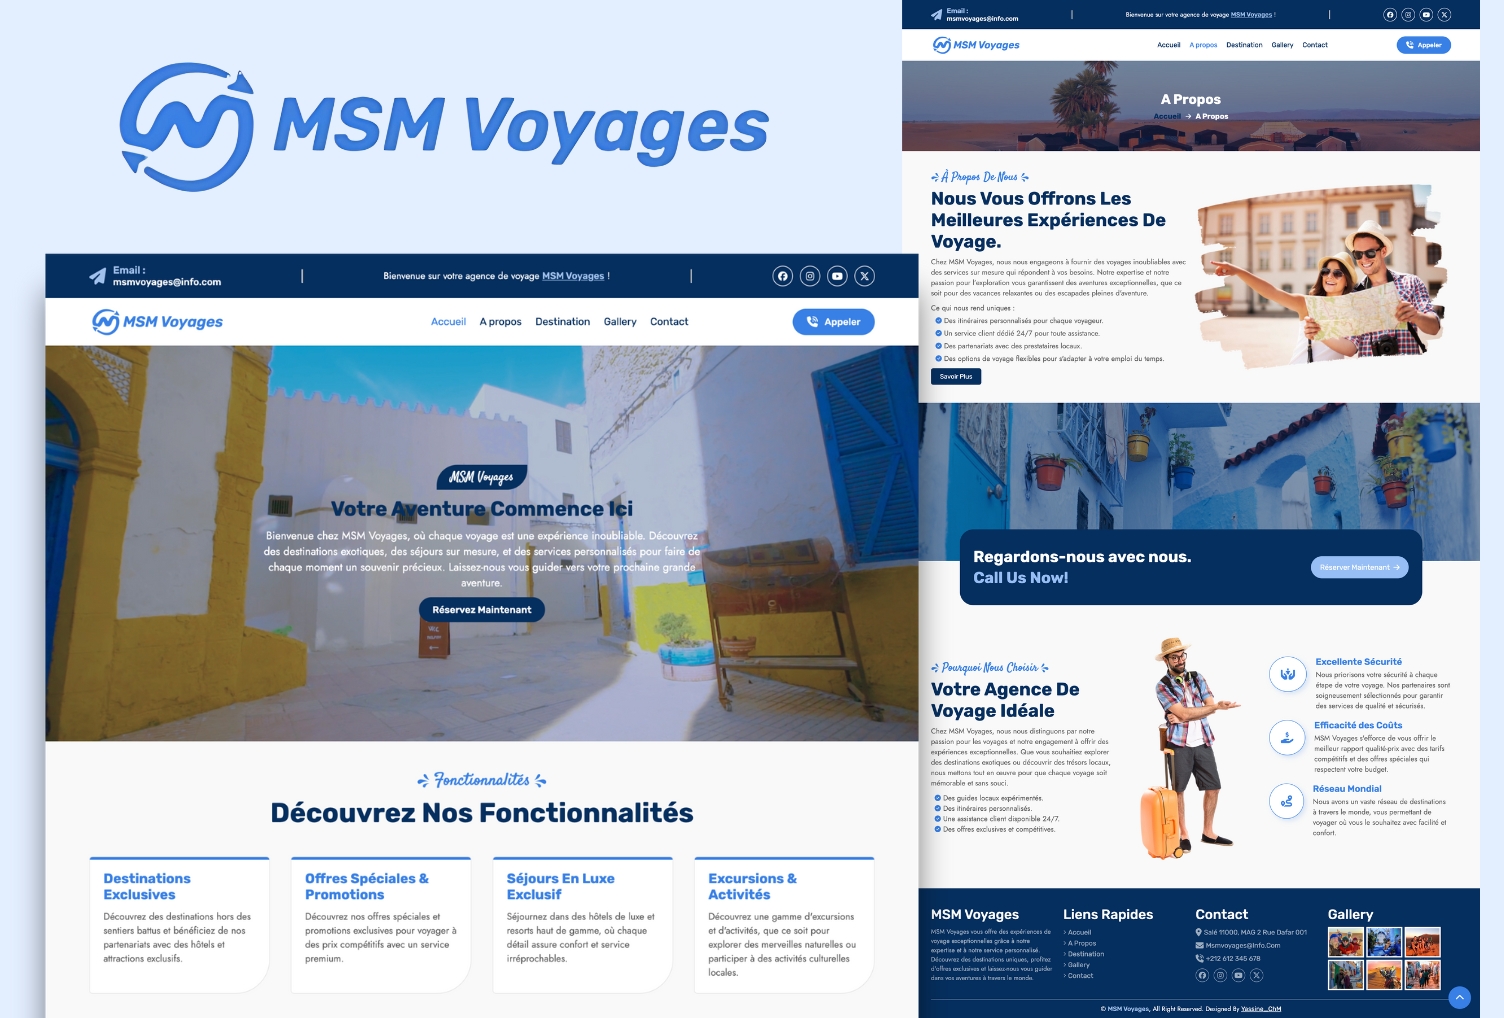 MSM Voyages
Email :
msmvoyages@info.com
Bienvenue sur votre agence de voyage MSM Voyages !
MSM Voyages
Accueil
A propos
Destination
Gallery
Contact
Appeler
MSM Voyages
Votre Aventure Commence Ici
Bienvenue chez MSM Voyages, où chaque voyage est une expérience inoubliable. Découvrez
des destinations exotiques, des séjours sur mesure, et des services personnalisés pour faire de
chaque moment un souvenir précieux. Laissez-nous vous guider vers votre prochaine grande
aventure.
Réservez Maintenant
Fonctionnalités
Découvrez Nos Fonctionnalités
Destinations
Exclusives
Découvrez des destinations hors des
sentiers battus et bénéficiez de nos
partenariats avec des hôtels et
attractions exclusifs.
Offres Spéciales &
Promotions
Découvrez nos offres spéciales et
promotions exclusives pour voyager à
des prix compétitifs avec un service
premium.
Séjours En Luxe
Exclusif
Séjournez dans des hôtels de luxe et
resorts haut de gamme, où chaque
détail assure confort et service
irréprochables.
Excursions &
Activités
Découvrez une gamme d'excursions
et d'activités, que ce soit pour
explorer des merveilles naturelles ou
participer à des activités culturelles
locales.
Email :
msmvoyages@info.com
Bienvenue sur votre agence de voyage MSM Voyages !
MSM Voyages
Accueil
A propos
Destination
Gallery
Contact
Appeler
A Propos
Accueil → A Propos
À Propos De Nous
Nous Vous Offrons Les
Meilleures Expériences De
Voyage.
Chez MSM Voyages, nous nous engageons à fournir des voyages inoubliables avec
des services sur mesure qui répondent à vos besoins. Notre expertise et notre
passion pour l'exploration vous garantissent des aventures exceptionnelles, que ce
soit pour des vacances relaxantes ou des escapades pleines d'aventure.
Ce qui nous rend uniques :
Des itinéraires personnalisés pour chaque voyageur.
Un service client dédié 24/7 pour toute assistance.
Des partenariats avec des prestataires locaux.
Des options de voyage flexibles pour s'adapter à votre emploi du temps.
Savoir Plus
Regardons-nous avec nous.
Call Us Now!
Réserver Maintenant →
Pourquoi Nous Choisir
Votre Agence De
Voyage Idéale
Chez MSM Voyages, nous nous distinguons par notre
passion pour les voyages et notre engagement à offrir des
expériences exceptionnelles. Que vous souhaitiez explorer
des destinations exotiques ou découvrir des trésors locaux,
nous mettons tout en œuvre pour que chaque voyage soit
mémorable et sans souci.
Des guides locaux expérimentés.
Des itinéraires personnalisés.
Une assistance client disponible 24/7.
Des offres exclusives et compétitives.
Excellente Sécurité
Nous priorisons votre sécurité à chaque
étape de votre voyage. Nos partenaires sont
soigneusement sélectionnés pour garantir
des services de qualité et sécurisés.
Efficacité des Coûts
MSM Voyages s'efforce de vous offrir le
meilleur rapport qualité-prix avec des tarifs
compétitifs et des offres spéciales qui
respectent votre budget.
Réseau Mondial
Nous avons un vaste réseau de destinations
à travers le monde, vous permettant de
voyager où vous le souhaitez avec facilité et
confort.
MSM Voyages
MSM Voyages vous offre des expériences de
voyage exceptionnelles grâce à notre
expertise et à notre service personnalisé.
Découvrez des destinations uniques, profitez
d'offres exclusives et laissez-nous vous guider
dans vos aventures à travers le monde.
Liens Rapides
› Accueil
› A Propos
› Destination
› Gallery
› Contact
Contact
Salé 11000, MAG 2 Rue Dafar 001
Msmvoyages@Info.Com
+212 612 345 678
Gallery
© MSM Voyages, All Right Reserved. Designed By Yassine_ChM